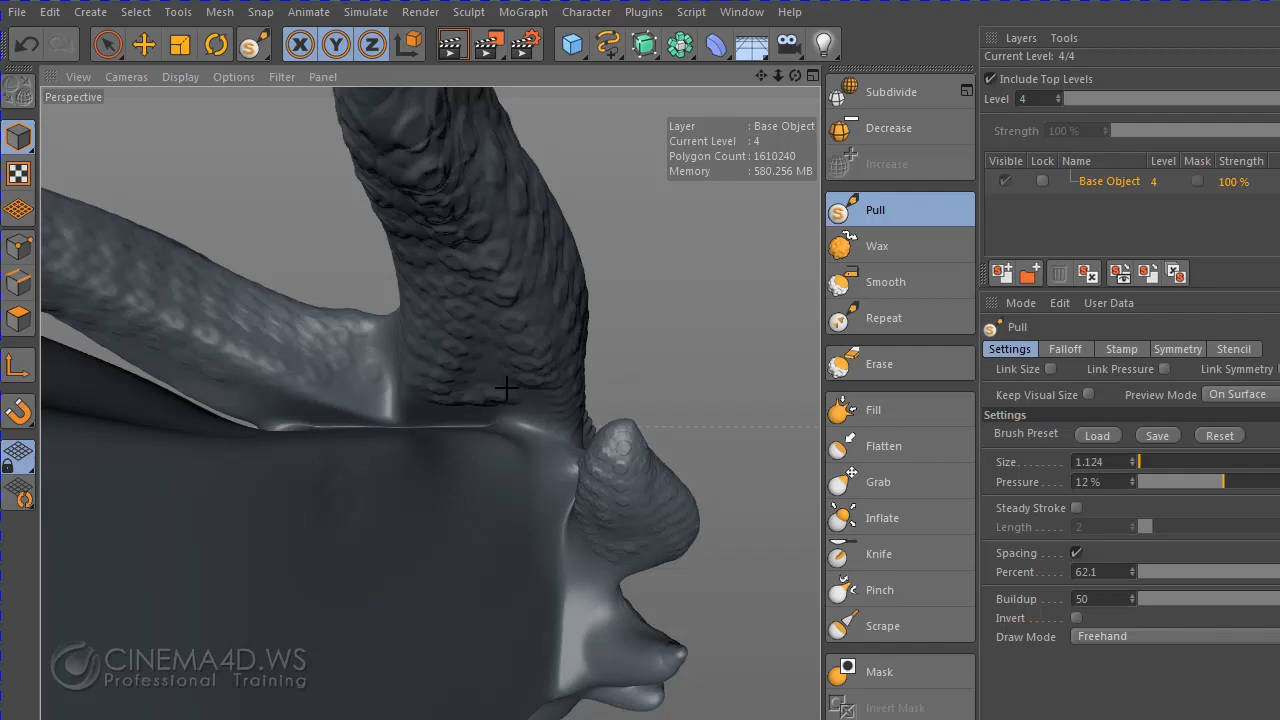 File Edit Create Select Tools Mesh Snap Animate Simulate Render Sculpt MoGraph Character Plugins Script Window Help
View Cameras Display Options Filter Panel
Perspective
Layer : Base Object
Current Level : 4
Polygon Count : 1610240
Memory : 580.256 MB
CINEMA4D.WS
Professional Training
Subdivide
Decrease
Increase
Pull
Wax
Smooth
Repeat
Erase
Fill
Flatten
Grab
Inflate
Knife
Pinch
Scrape
Mask
Invert Mask
Layers Tools
Current Level: 4/4
Include Top Levels
Level 4
Strength 100 %
Visible Lock Name Level Mask Strength
Base Object 4 100 %
Mode Edit User Data
Pull
Settings Falloff Stamp Symmetry Stencil
Link Size Link Pressure Link Symmetry
Keep Visual Size Preview Mode On Surface
Settings
Brush Preset Load Save Reset
Size 1.124
Pressure 12 %
Steady Stroke
Length 2
Spacing
Percent 62.1
Buildup 50
Invert
Draw Mode Freehand